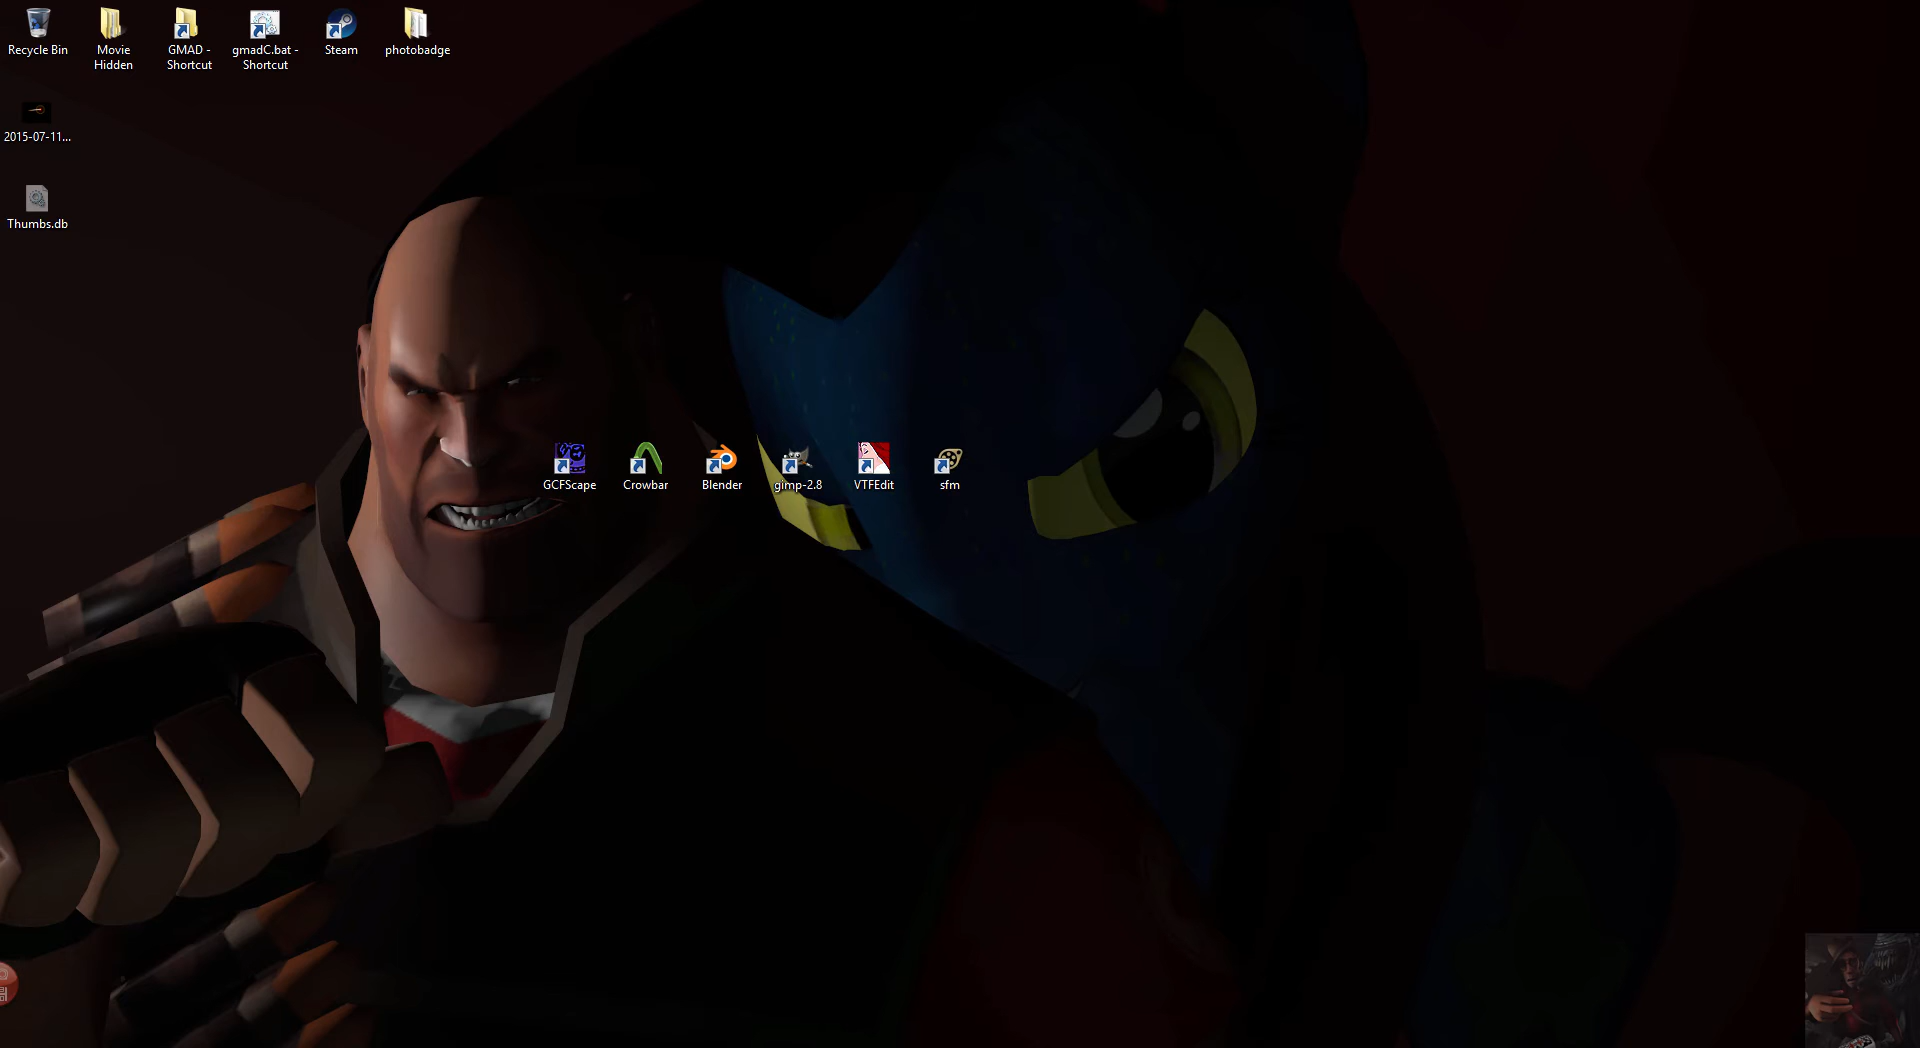 Recycle Bin
Movie
Hidden
GMAD -
Shortcut
gmadC.bat -
Shortcut
Steam
photobadge
2015-07-11...
Thumbs.db
GCFScape
Crowbar
Blender
gimp-2.8
VTFEdit
sfm